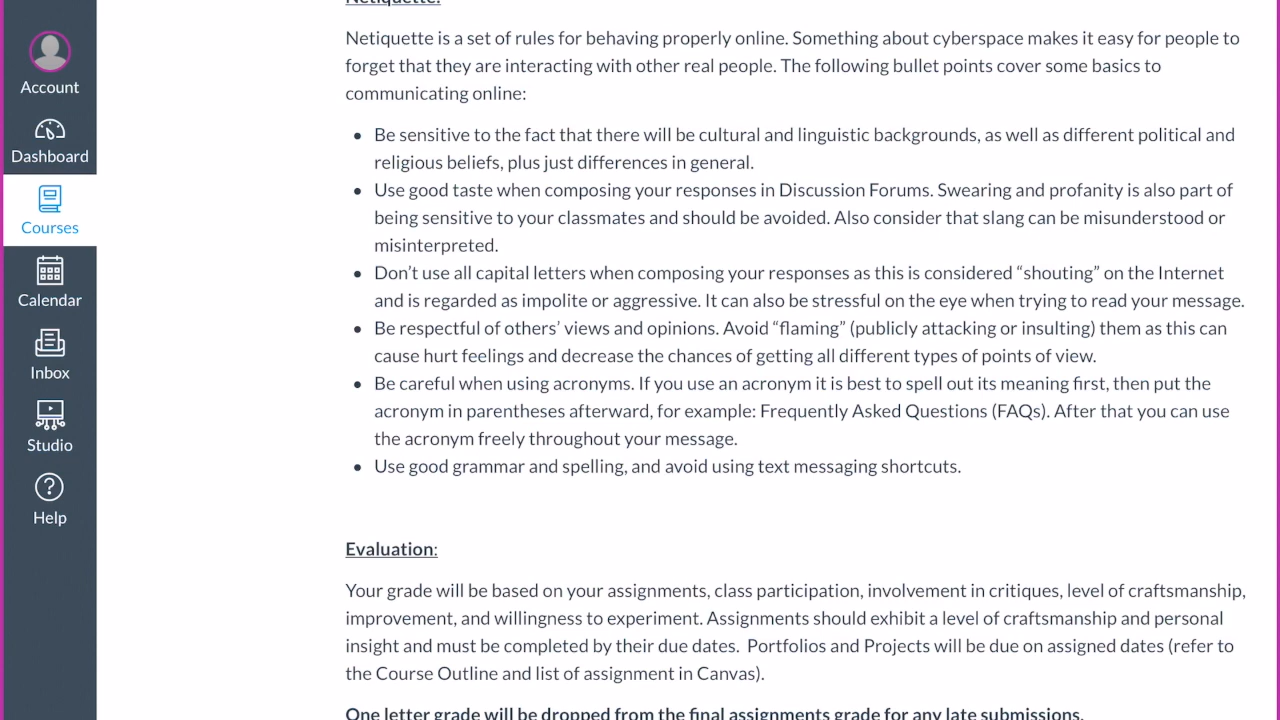 Account
Dashboard
Courses
Calendar
Inbox
Studio
Help
Netiquette:
Netiquette is a set of rules for behaving properly online. Something about cyberspace makes it easy for people to
forget that they are interacting with other real people. The following bullet points cover some basics to
communicating online:
• Be sensitive to the fact that there will be cultural and linguistic backgrounds, as well as different political and
religious beliefs, plus just differences in general.
• Use good taste when composing your responses in Discussion Forums. Swearing and profanity is also part of
being sensitive to your classmates and should be avoided. Also consider that slang can be misunderstood or
misinterpreted.
• Don’t use all capital letters when composing your responses as this is considered “shouting” on the Internet
and is regarded as impolite or aggressive. It can also be stressful on the eye when trying to read your message.
• Be respectful of others’ views and opinions. Avoid “flaming” (publicly attacking or insulting) them as this can
cause hurt feelings and decrease the chances of getting all different types of points of view.
• Be careful when using acronyms. If you use an acronym it is best to spell out its meaning first, then put the
acronym in parentheses afterward, for example: Frequently Asked Questions (FAQs). After that you can use
the acronym freely throughout your message.
• Use good grammar and spelling, and avoid using text messaging shortcuts.
Evaluation:
Your grade will be based on your assignments, class participation, involvement in critiques, level of craftsmanship,
improvement, and willingness to experiment. Assignments should exhibit a level of craftsmanship and personal
insight and must be completed by their due dates.  Portfolios and Projects will be due on assigned dates (refer to
the Course Outline and list of assignment in Canvas).
One letter grade will be dropped from the final assignments grade for any late submissions.